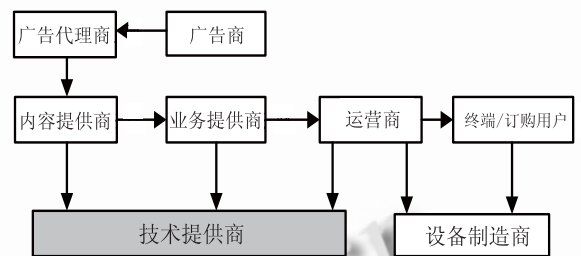 广告代理商
广告商
内容提供商
业务提供商
运营商
终端/订购用户
技术提供商
设备制造商